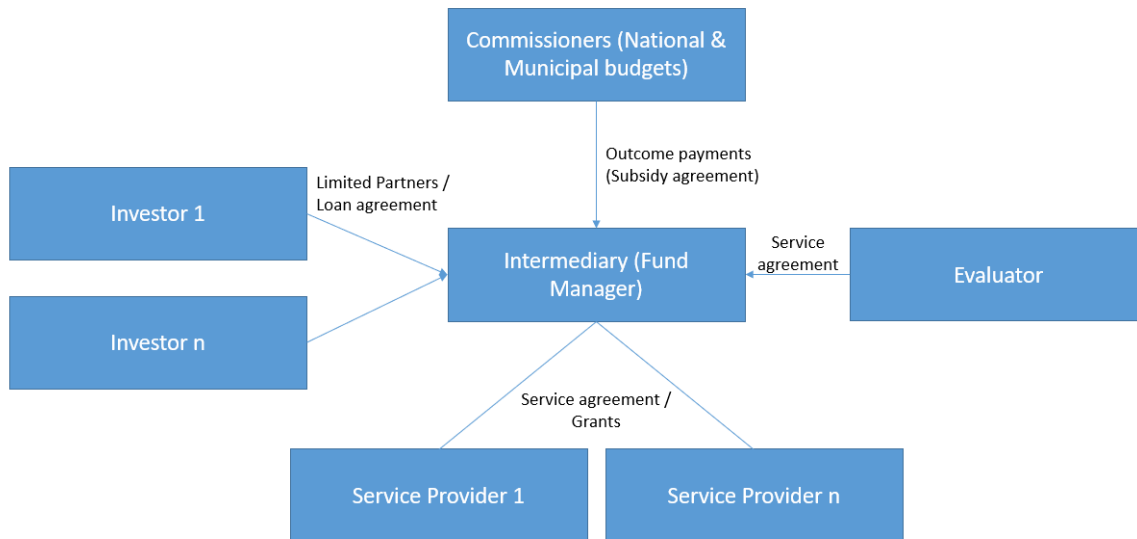 Commissioners (National &
Municipal budgets)
Outcome payments
(Subsidy agreement)
Limited Partners /
Loan agreement
Investor 1
Intermediary (Fund
Manager)
Service
agreement
Evaluator
Investor n
Service agreement /
Grants
Service Provider 1
Service Provider n